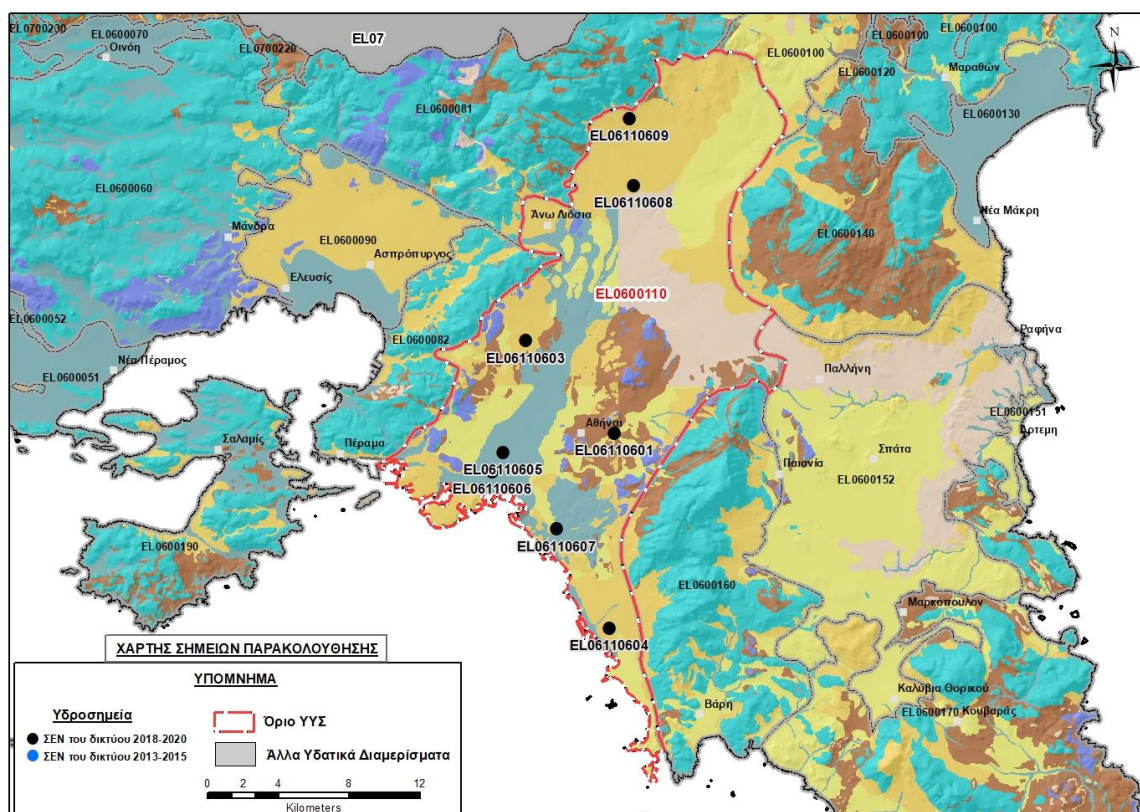 EL0700230
EL0600070
Οινόη
EL0700220
EL07
EL0600100
EL0600100
EL0600100
EL0600120
Μαραθών
N
EL0600081
EL0600130
EL06110609
EL0600060
EL06110608
Μάνδρα
Άνω Λιόσια
Νέα Μάκρη
EL0600090
EL0600140
Ασπρόπυργος
Ελευσίς
EL0600110
EL0600052
EL0600082
EL06110603
Ραφήνα
Νέα Πέραμος
EL0600051
Παλλήνη
EL0600151
Άρτεμη
Αθήναι
EL06110601
Σαλαμίς
Πέραμα
Σπάτα
Παιανία
EL06110605
EL0600152
EL06110606
EL06110607
EL0600190
EL0600160
Μαρκόπουλον
EL06110604
Καλύβια Θορικού
Βάρη
EL0600170
Κουβαράς
ΧΑΡΤΗΣ ΣΗΜΕΙΩΝ ΠΑΡΑΚΟΛΟΥΘΗΣΗΣ
ΥΠΟΜΝΗΜΑ
Υδροσημεία
ΣΕΝ του δικτύου 2018-2020
ΣΕΝ του δικτύου 2013-2015
Όριο ΥΥΣ
Άλλα Υδατικά Διαμερίσματα
0 2 4 8 12
Kilometers